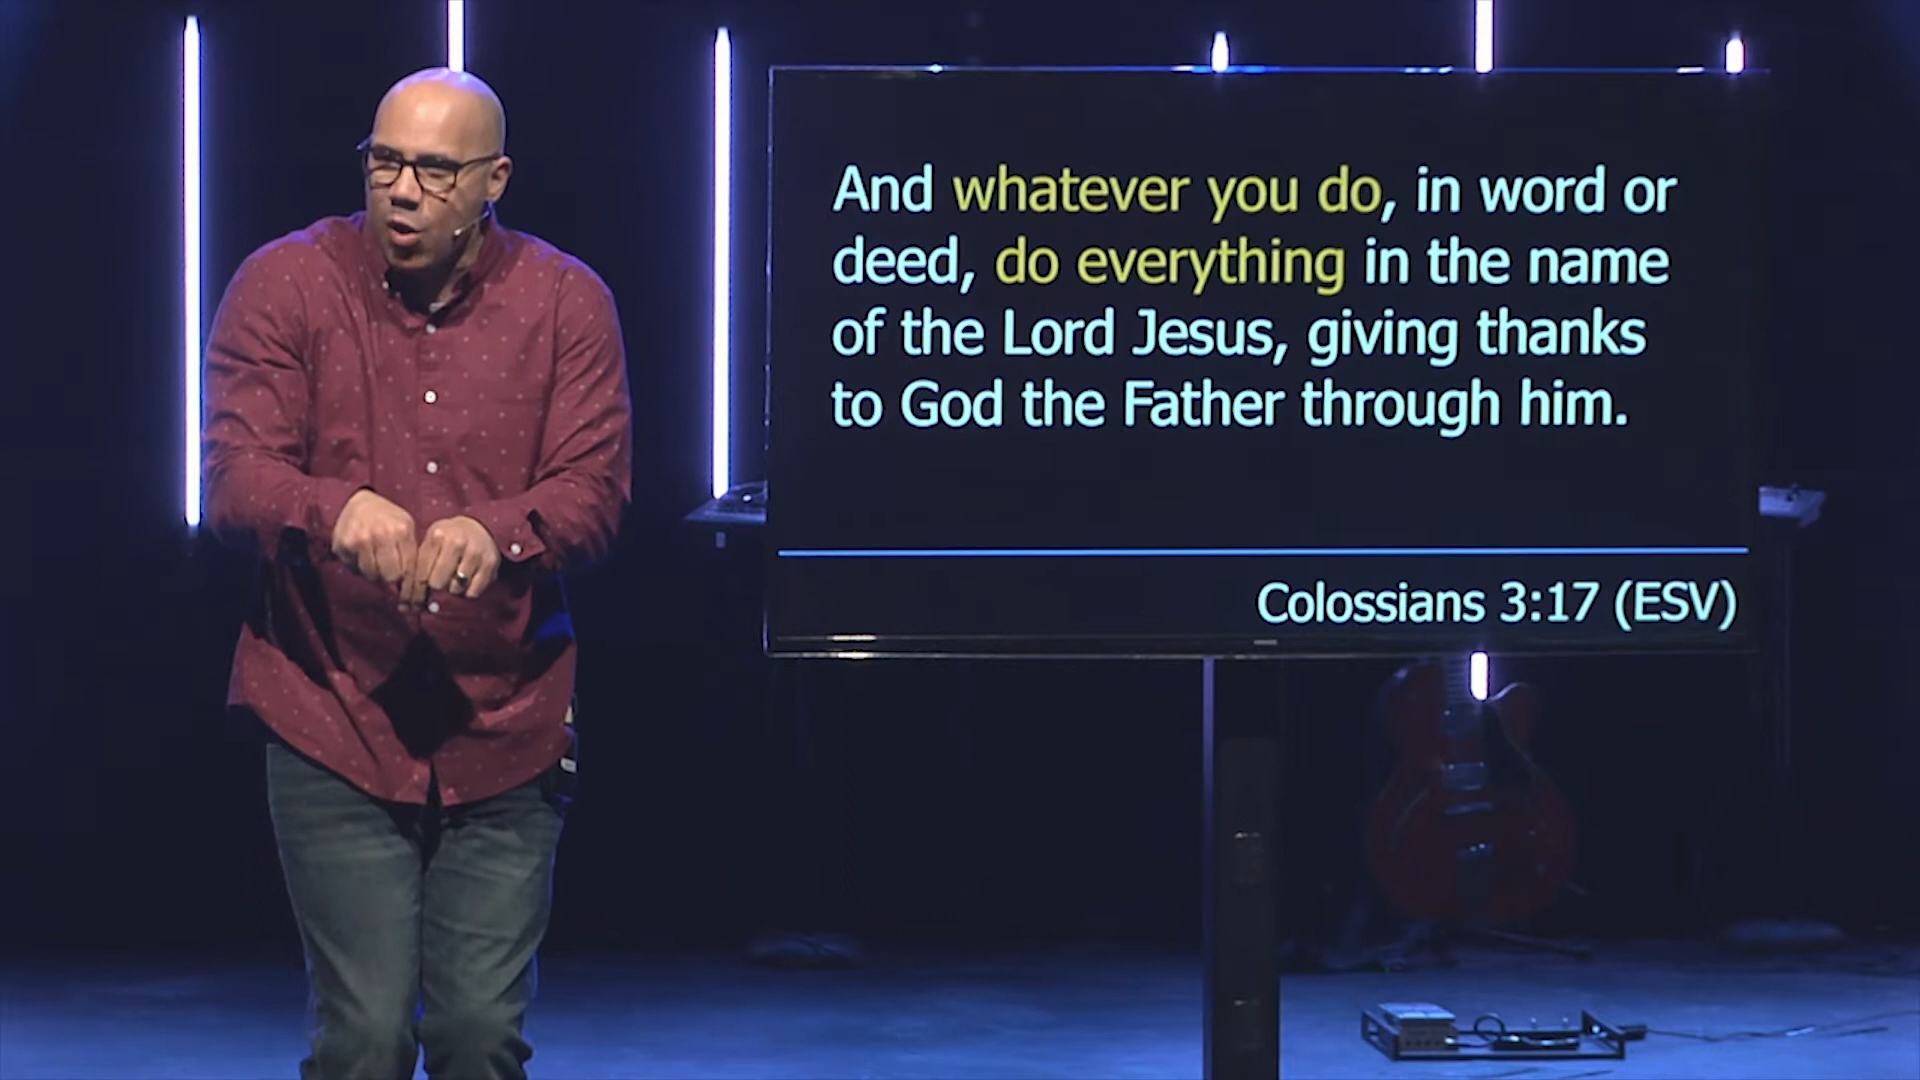 And whatever you do, in word or
deed, do everything in the name
of the Lord Jesus, giving thanks
to God the Father through him.
Colossians 3:17 (ESV)